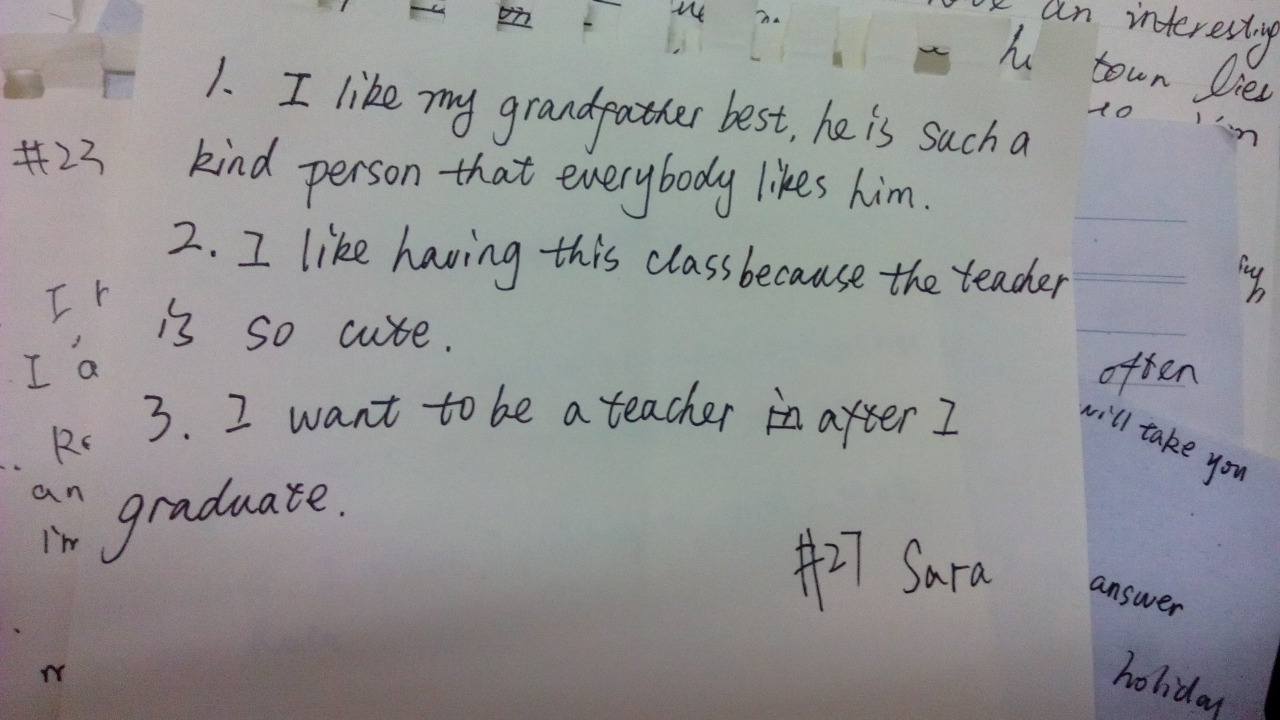 an interesting
town lies
#23
1. I like my grandfather best, he is such a
kind person that everybody likes him.
2. I like having this class because the teacher
is so cute.
3. I want to be a teacher in after I
graduate.
#27 Sara
I
I a
an
often
will take you
answer
holiday